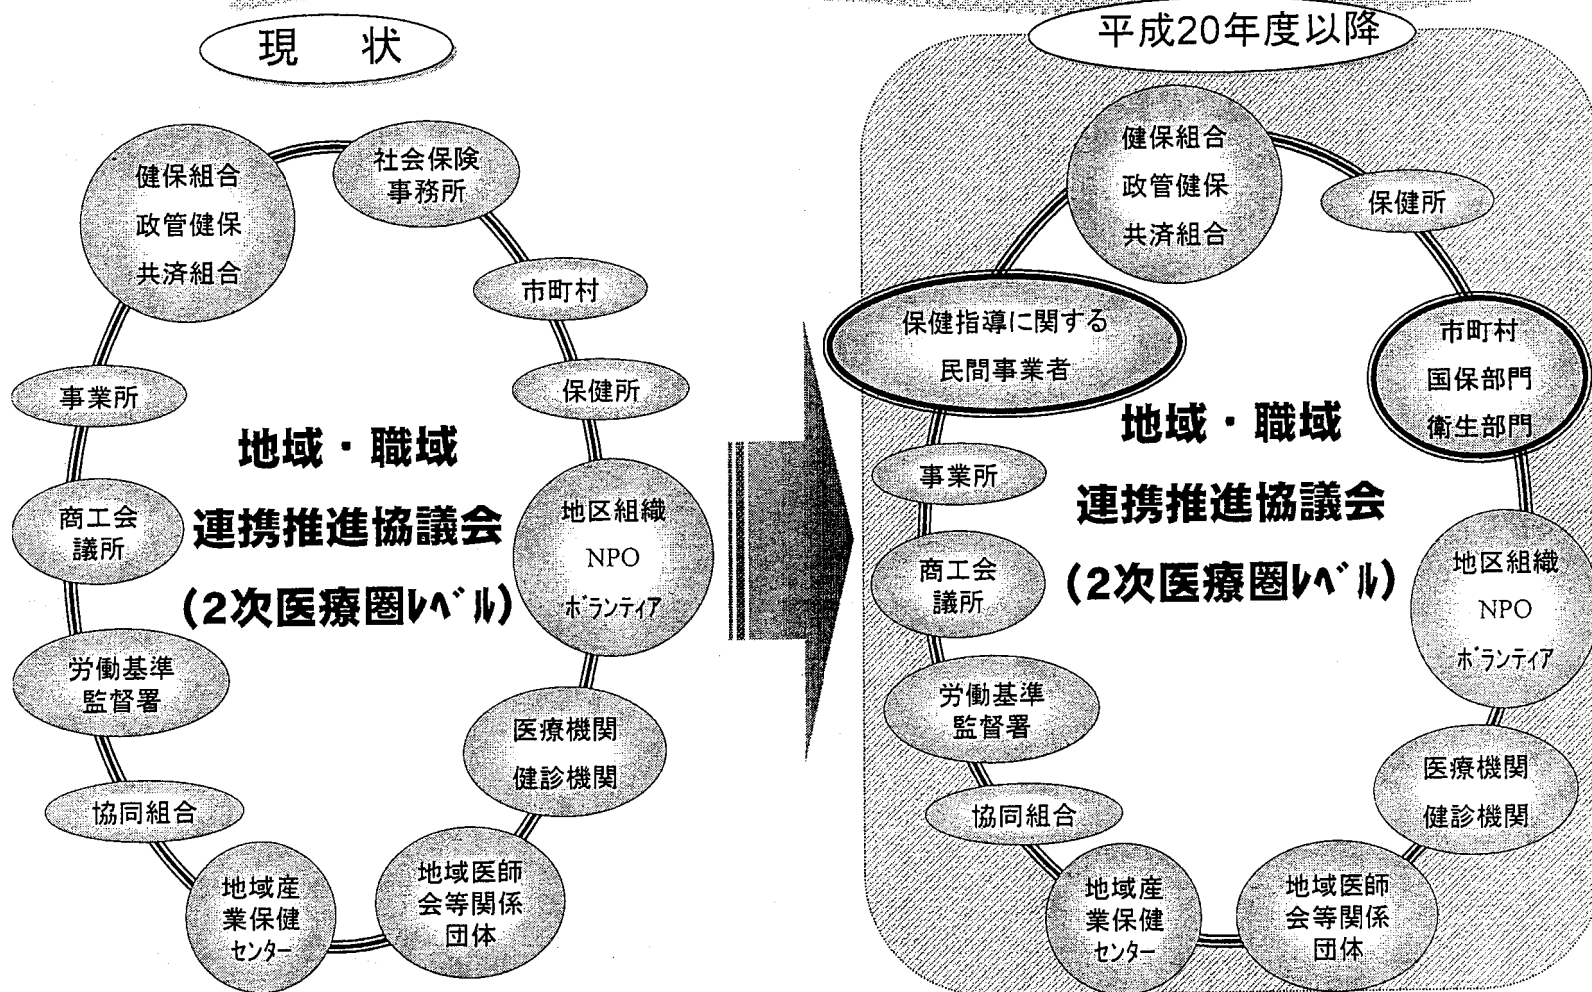 現 状
健保組合
政管健保
共済組合
社会保険
事務所
市町村
保健所
地区組織
NPO
ボランティア
医療機関
健診機関
地域医師
会等関係
団体
地域産
業保健
センター
協同組合
労働基準
監督署
商工会
議所
事業所
地域・職域
連携推進協議会
(2次医療圏レベル)
平成20年度以降
健保組合
政管健保
共済組合
保健所
市町村
国保部門
衛生部門
地区組織
NPO
ボランティア
医療機関
健診機関
地域医師
会等関係
団体
地域産
業保健
センター
協同組合
労働基準
監督署
商工会
議所
事業所
保健指導に関する
民間事業者
地域・職域
連携推進協議会
(2次医療圏レベル)